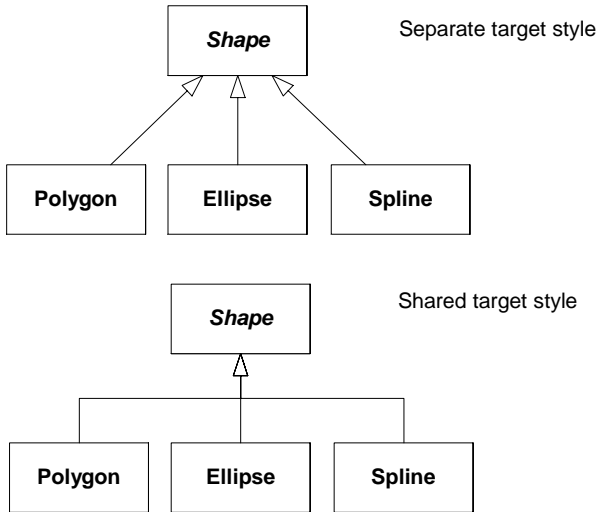 Shape
Separate target style
Polygon
Ellipse
Spline
Shape
Shared target style
Polygon
Ellipse
Spline